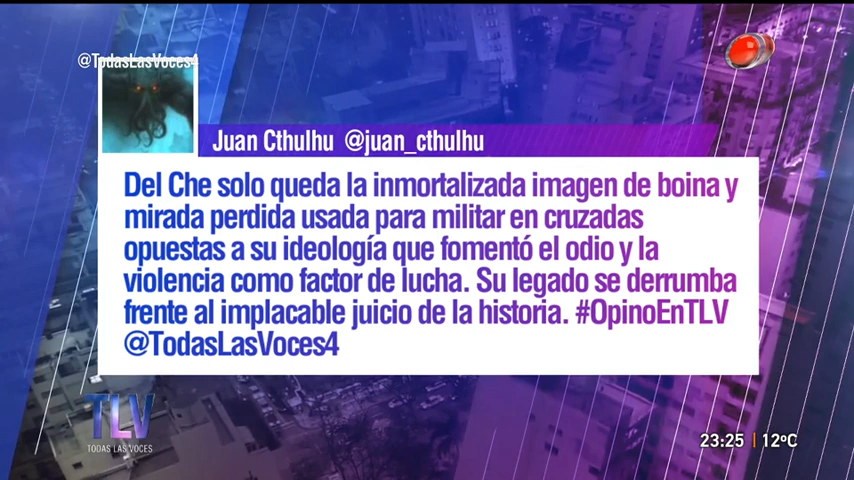 @TodasLasVoces4
Juan Cthulhu @juan_cthulhu
Del Che solo queda la inmortalizada imagen de boina y
mirada perdida usada para militar en cruzadas
opuestas a su ideología que fomentó el odio y la
violencia como factor de lucha. Su legado se derrumba
frente al implacable juicio de la historia. #OpinoEnTLV
@TodasLasVoces4
TLV
TODAS LAS VOCES
23:25 | 12ºC